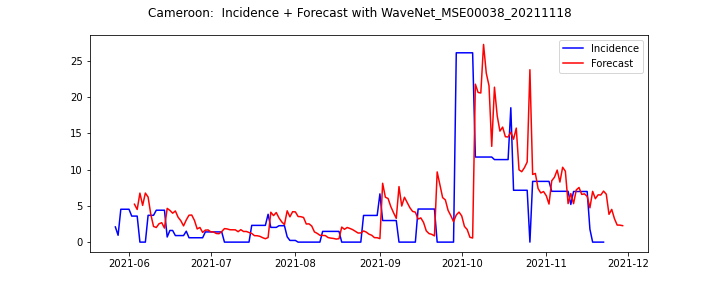 Cameroon:  Incidence + Forecast with WaveNet_MSE00038_20211118
Incidence
Forecast
25
20
15
10
5
0
2021-06 2021-07 2021-08 2021-09 2021-10 2021-11 2021-12